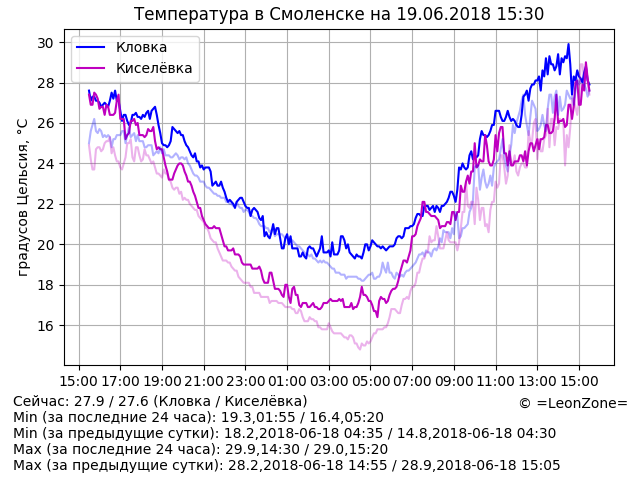 Температура в Смоленске на 19.06.2018 15:30
Кловка
Киселёвка
градусов Цельсия, °C
30
28
26
24
22
20
18
16
15:00 17:00 19:00 21:00 23:00 01:00 03:00 05:00 07:00 09:00 11:00 13:00 15:00
Сейчас: 27.9 / 27.6 (Кловка / Киселёвка)
© =LeonZone=
Min (за последние 24 часа): 19.3,01:55 / 16.4,05:20
Min (за предыдущие сутки): 18.2,2018-06-18 04:35 / 14.8,2018-06-18 04:30
Max (за последние 24 часа): 29.9,14:30 / 29.0,15:20
Max (за предыдущие сутки): 28.2,2018-06-18 14:55 / 28.9,2018-06-18 15:05